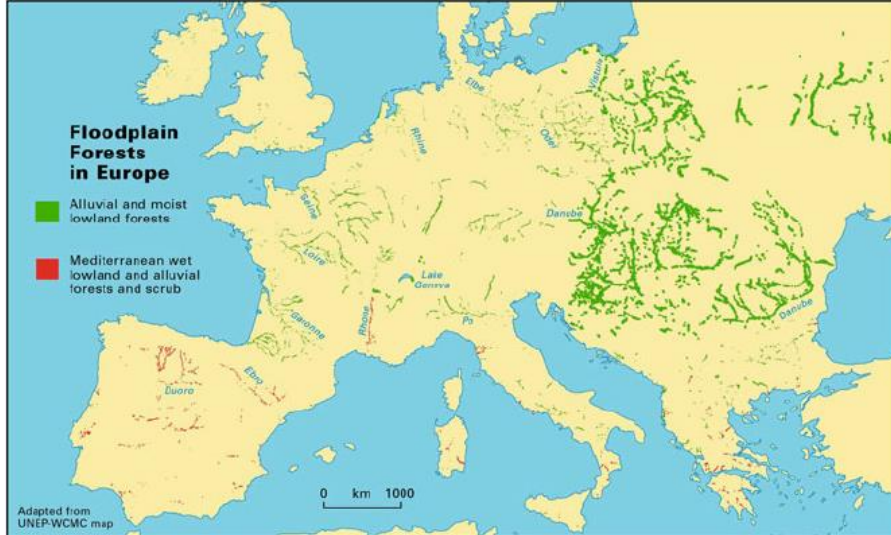 Floodplain
Forests
in Europe
Alluvial and moist
lowland forests
Mediterranean wet
lowland and alluvial
forests and scrub
Elbe
Vistula
Rhine
Oder
Seine
Danube
Loire
Lake
Geneva
Garonne
Rhone
Po
Danube
Ebro
Duoro
0 km 1000
Adapted from
UNEP-WCMC map